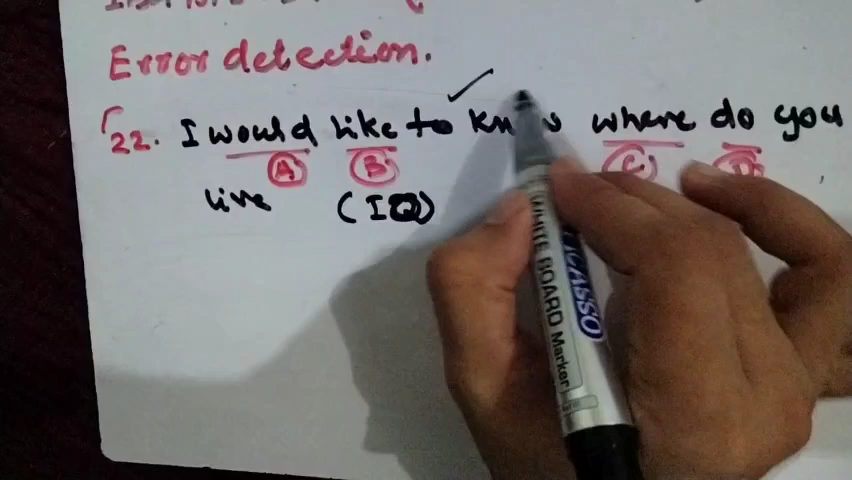 Error detection.
22. I would like to know where do you
A B C D
live (IQ)
WHITE BOARD Marker
PICASSO